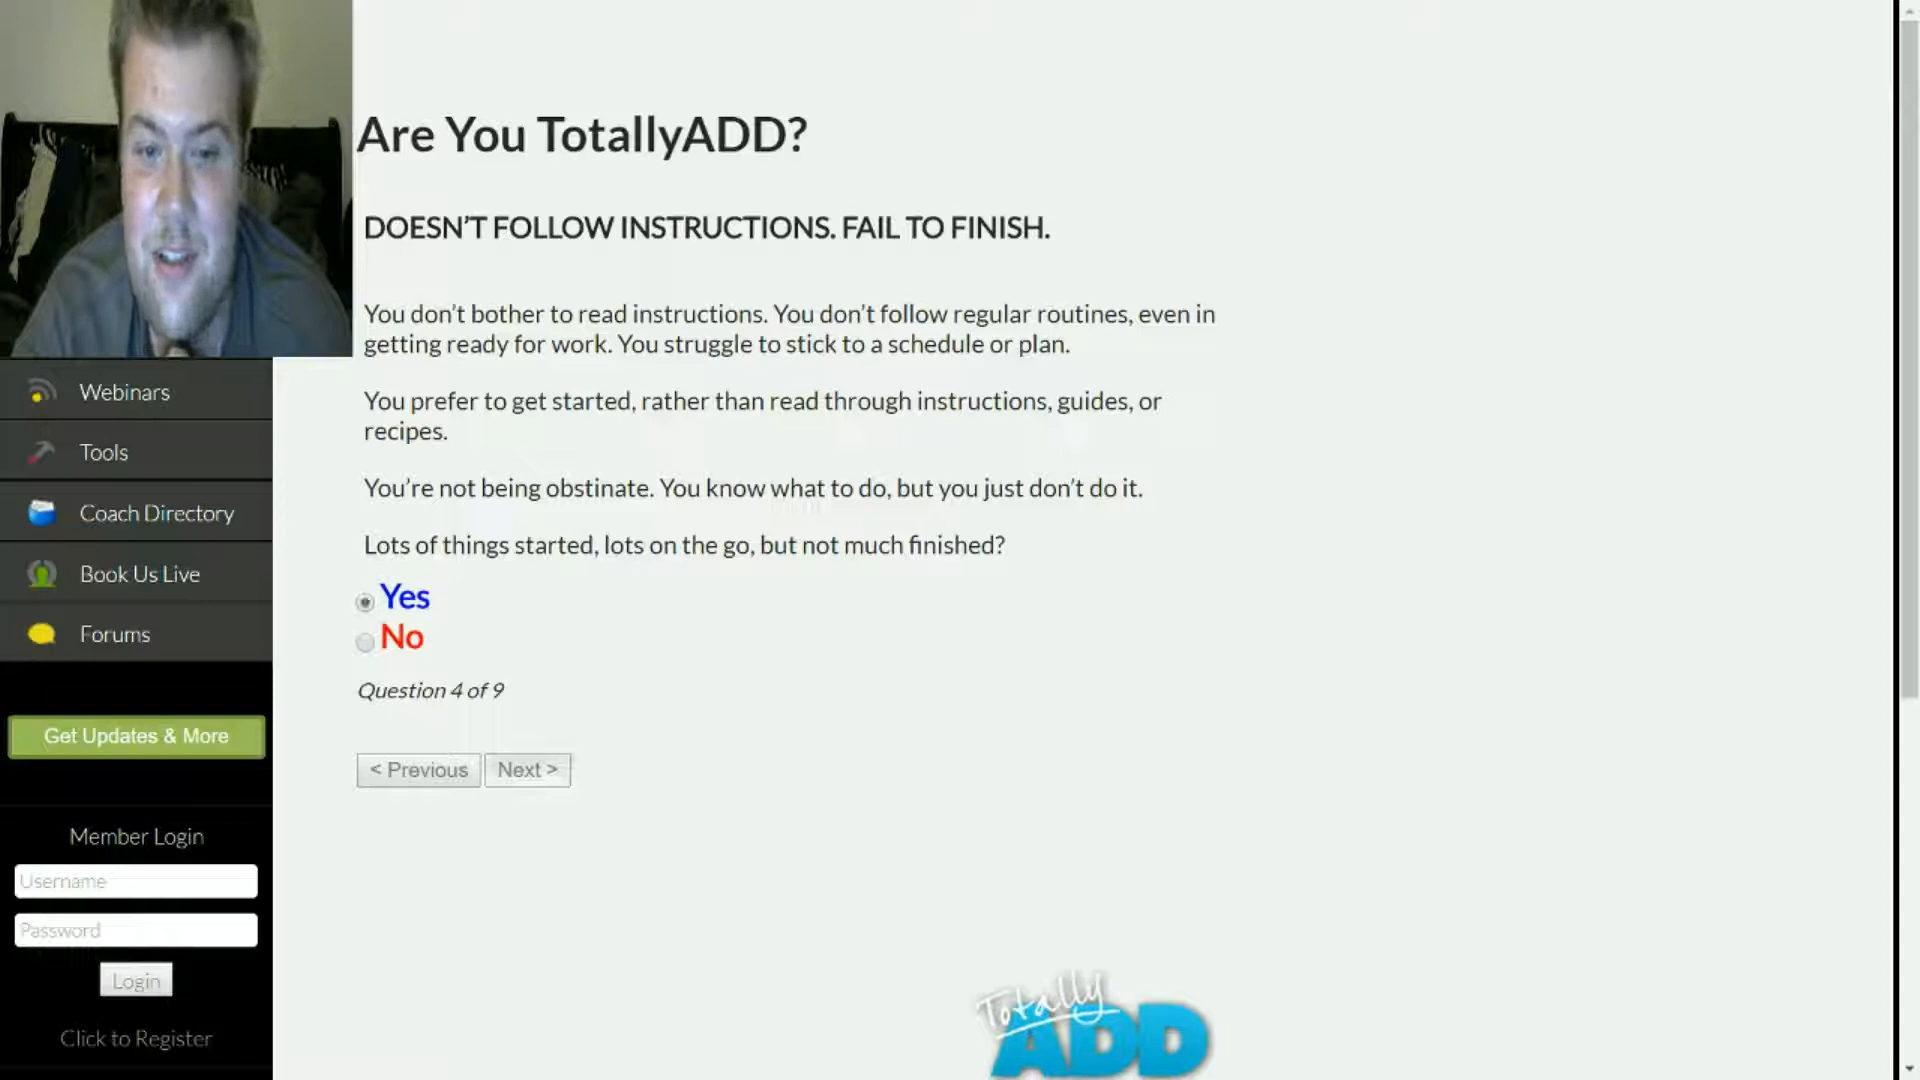 Are You TotallyADD?
DOESN’T FOLLOW INSTRUCTIONS. FAIL TO FINISH.
You don’t bother to read instructions. You don’t follow regular routines, even in
getting ready for work. You struggle to stick to a schedule or plan.
You prefer to get started, rather than read through instructions, guides, or
recipes.
You’re not being obstinate. You know what to do, but you just don’t do it.
Lots of things started, lots on the go, but not much finished?
Yes
No
Question 4 of 9
< Previous
Next >
Webinars
Tools
Coach Directory
Book Us Live
Forums
Get Updates & More
Member Login
Username
Password
Login
Click to Register
Totally
ADD